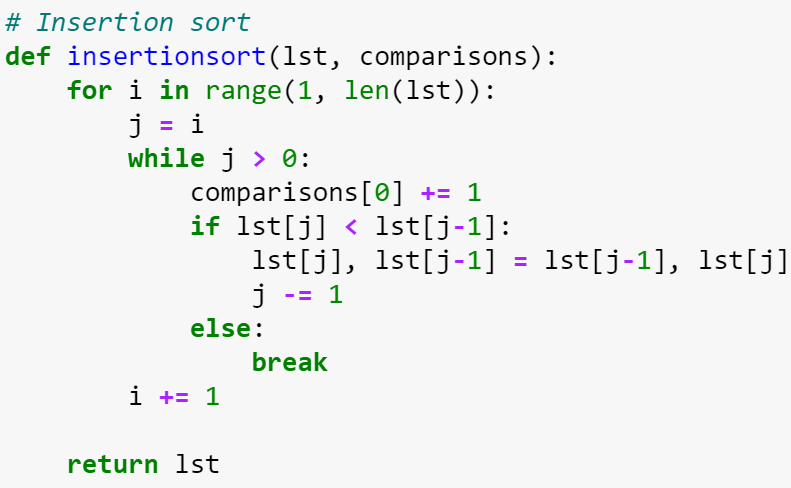 # Insertion sort
def insertionsort(lst, comparisons):
    for i in range(1, len(lst)):
        j = i
        while j > 0:
            comparisons[0] += 1
            if lst[j] < lst[j-1]:
                lst[j], lst[j-1] = lst[j-1], lst[j]
                j -= 1
            else:
                break
        i += 1

    return lst